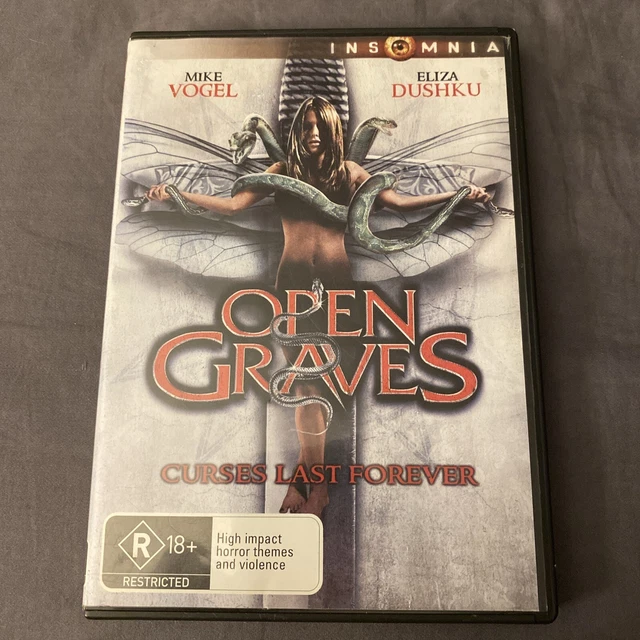 INSOMNIA
MIKE
VOGEL
ELIZA
DUSHKU
OPEN
GRAVES
CURSES LAST FOREVER
R 18+
RESTRICTED
High impact
horror themes
and violence